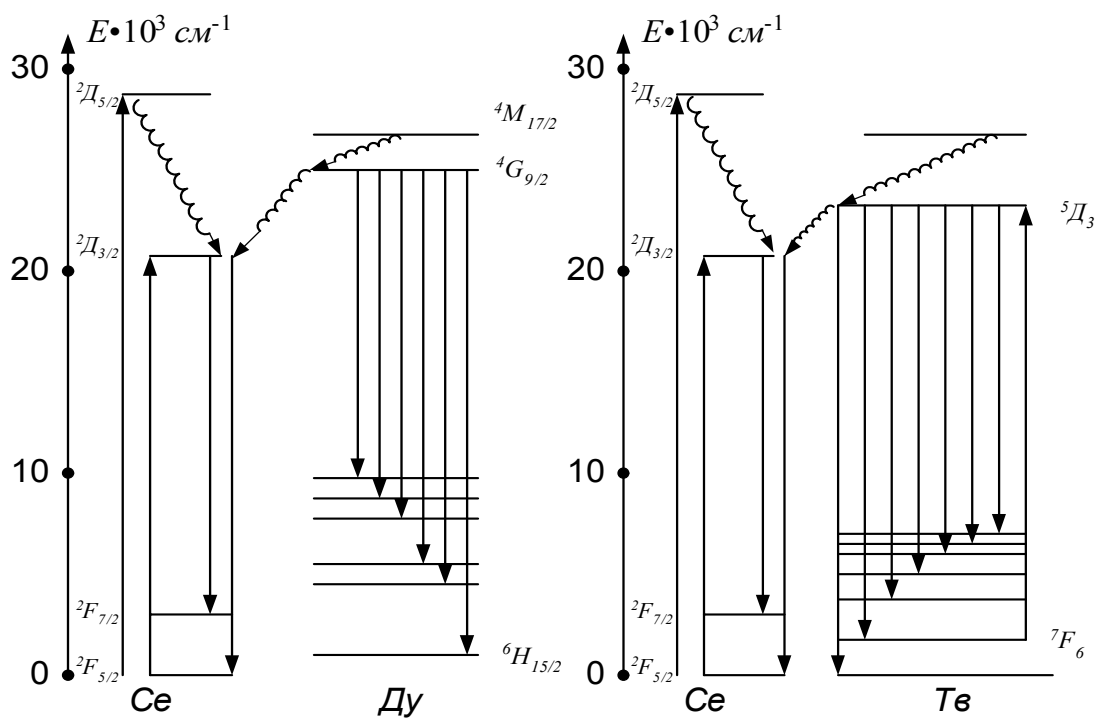 E•10³ см⁻¹
30
²Д₅/₂
⁴M₁₇/₂
⁴G₉/₂
²Д₃/₂
20
10
²F₇/₂
⁶H₁₅/₂
0
²F₅/₂
Се
Ду
E•10³ см⁻¹
30
²Д₅/₂
⁵Д₃
²Д₃/₂
20
10
²F₇/₂
⁷F₆
0
²F₅/₂
Се
Тв